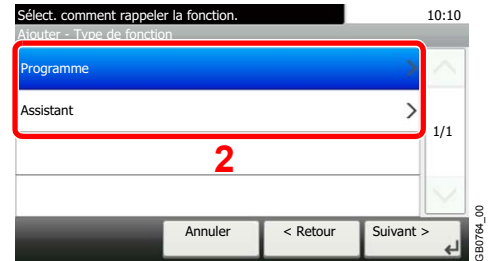 Sélect. comment rappeler la fonction.
10:10
Ajouter - Type de fonction
Programme
Assistant
1/1
2
Annuler
< Retour
Suivant >
GB0764_00